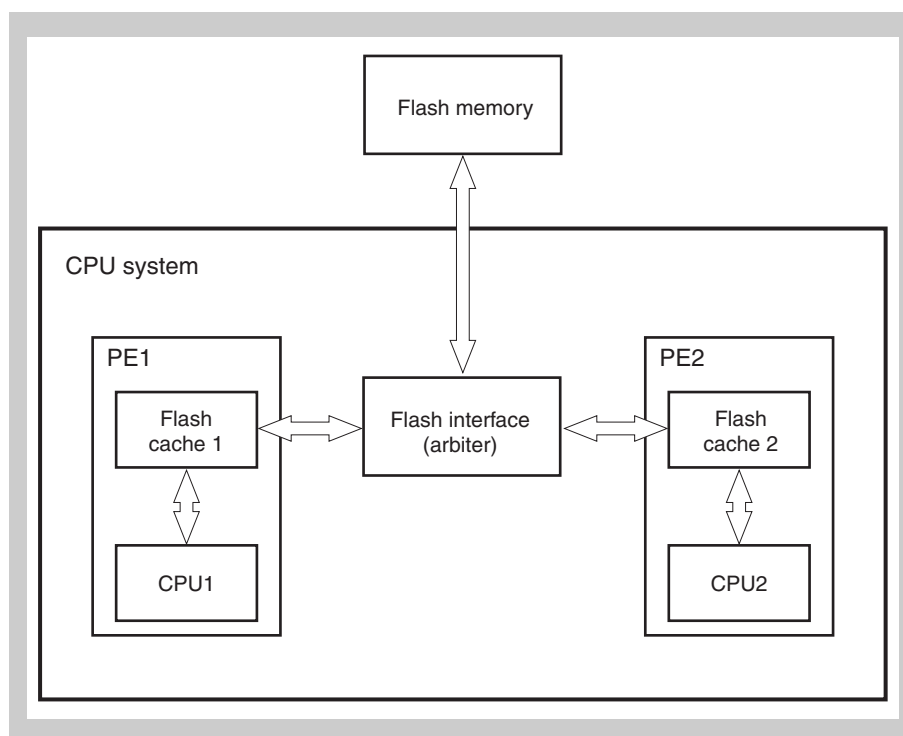 Flash memory
CPU system
PE1
Flash
cache 1
CPU1
Flash interface
(arbiter)
PE2
Flash
cache 2
CPU2